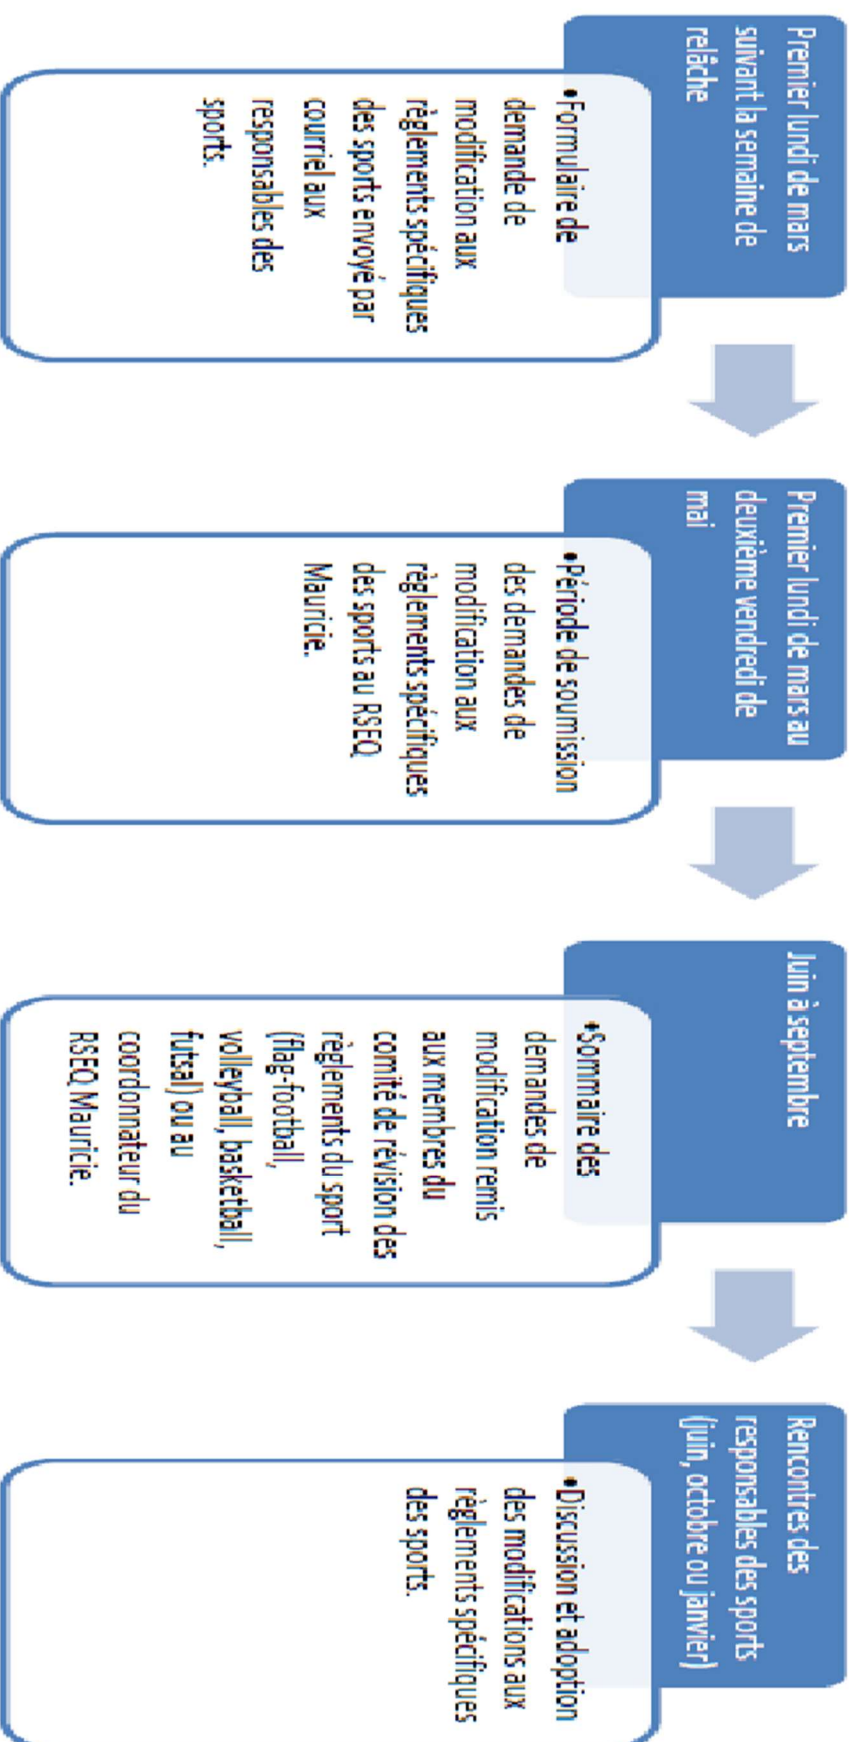 Premier lundi de mars
suivant la semaine de
relâche
•Formulaire de
demande de
modification aux
règlements spécifiques
des sports envoyé par
courriel aux
responsables des
sports.
Premier lundi de mars au
deuxième vendredi de
mai
•Période de soumission
des demandes de
modification aux
règlements spécifiques
des sports au RSEQ
Mauricie.
Juin à septembre
•Sommaire des
demandes de
modification remis
aux membres du
comité de révision des
règlements du sport
(flag-football,
volleyball, basketball,
futsal) ou au
coordonnateur du
RSEQ Mauricie.
Rencontres des
responsables des sports
(juin, octobre ou janvier)
•Discussion et adoption
des modifications aux
règlements spécifiques
des sports.